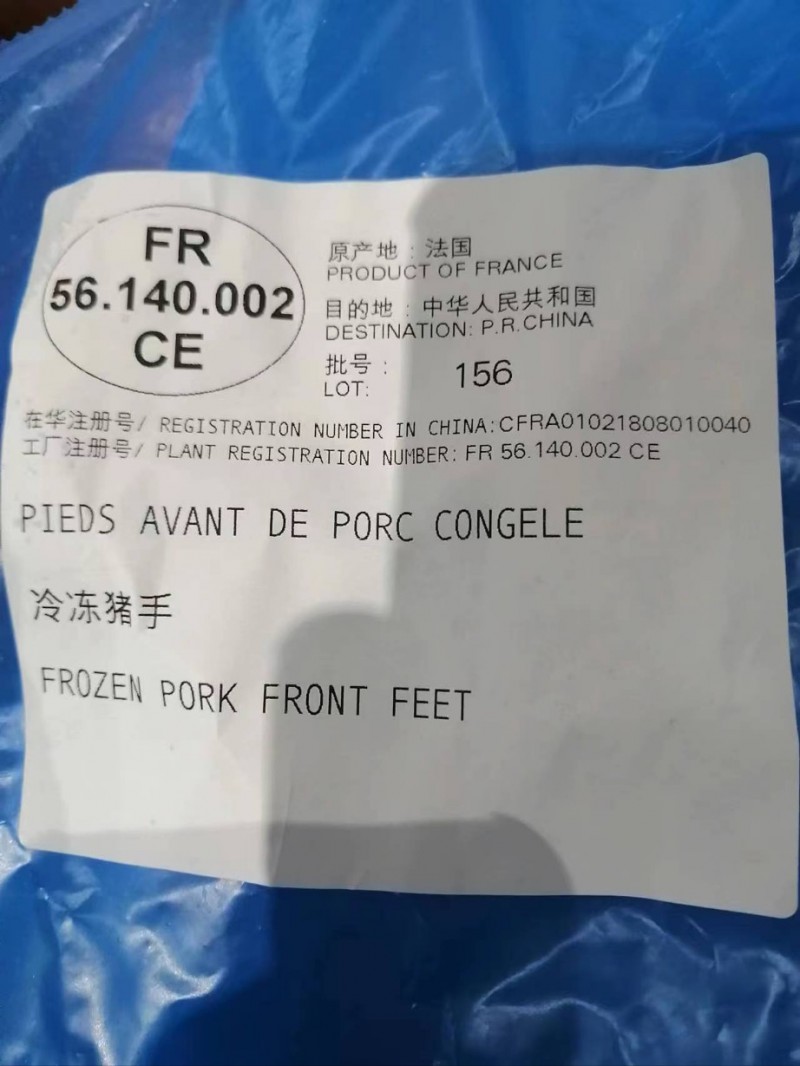 FR
56.140.002
CE
原产地：法国
PRODUCT OF FRANCE
目的地：中华人民共和国
DESTINATION: P.R.CHINA
批号：
LOT: 156
在华注册号/ REGISTRATION NUMBER IN CHINA:CFRA01021808010040
工厂注册号/ PLANT REGISTRATION NUMBER: FR 56.140.002 CE
PIEDS AVANT DE PORC CONGELE
冷冻猪手
FROZEN PORK FRONT FEET